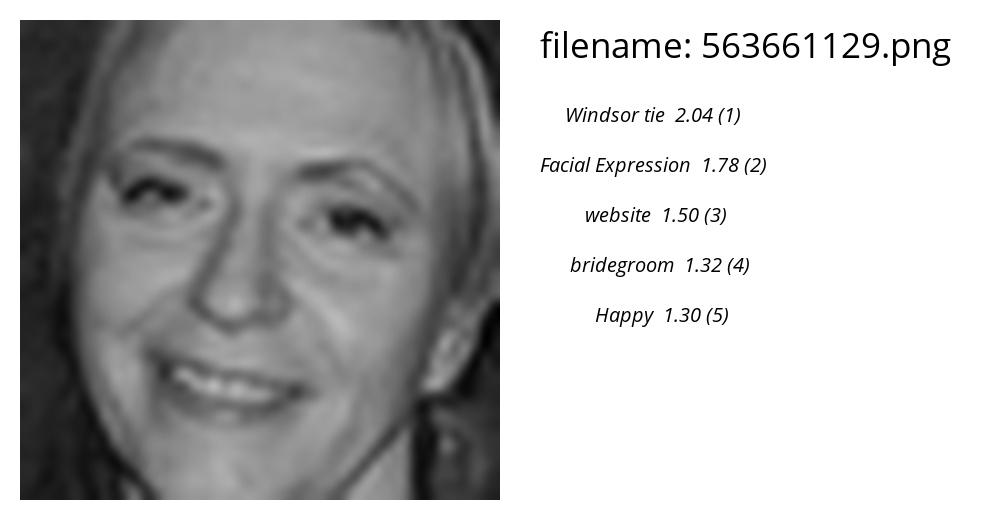 filename: 563661129.png
Windsor tie 2.04 (1)
Facial Expression 1.78 (2)
website 1.50 (3)
bridegroom 1.32 (4)
Happy 1.30 (5)